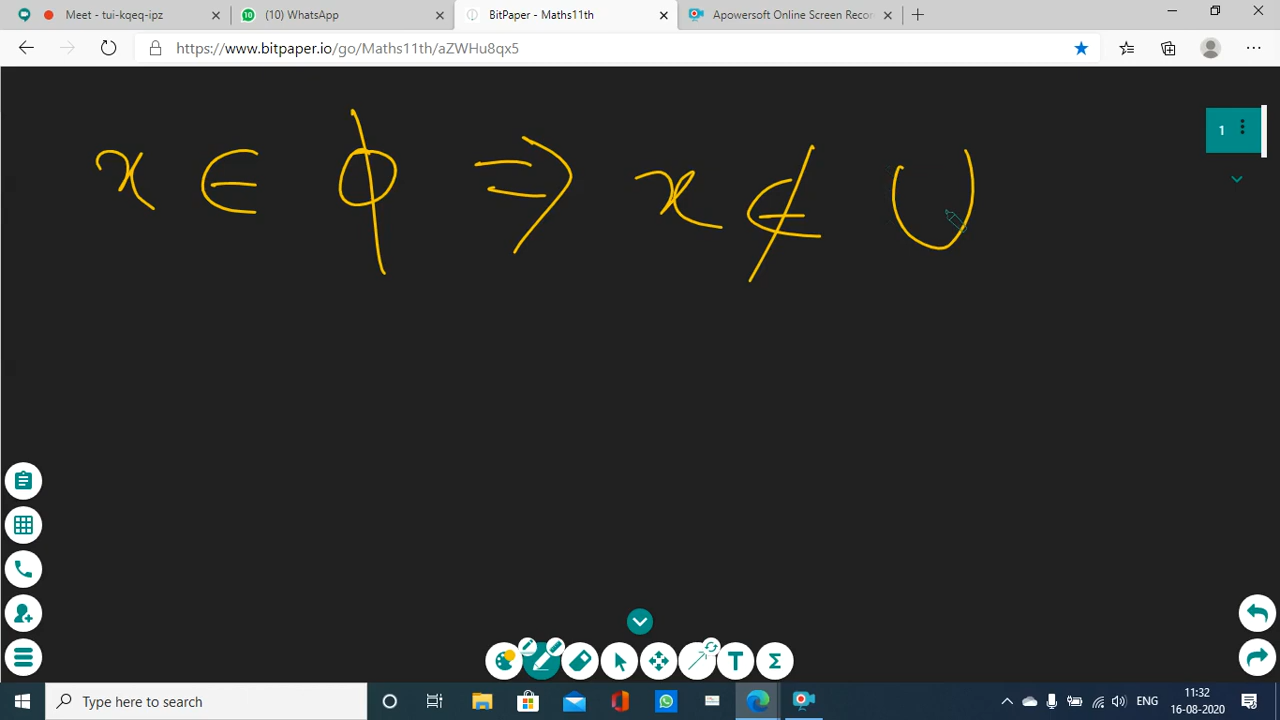 Meet - tui-kqeq-ipz
(10) WhatsApp
BitPaper - Maths11th
Apowersoft Online Screen Recor
https://www.bitpaper.io/go/Maths11th/aZWHu8qx5
x ∈ ϕ ⇒ x ∉ U
1
T
Σ
Type here to search
ENG
11:32
16-08-2020